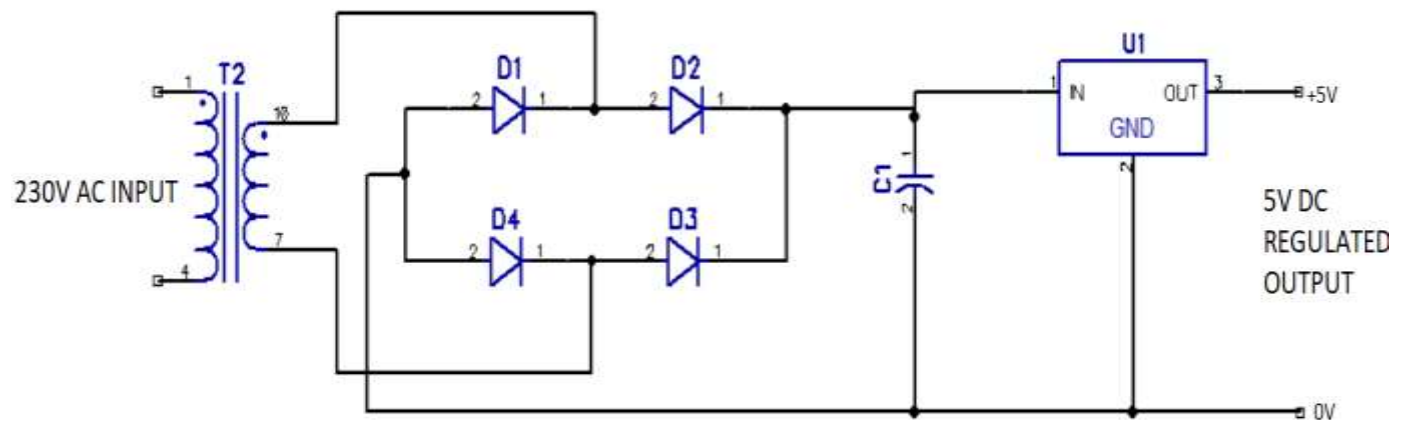 U1
T2
D1
D2
1
10
2
1
2
1
1
IN
OUT
3
+5V
GND
230V AC INPUT
1
C1
2
2
D4
D3
5V DC
REGULATED
OUTPUT
4
7
2
1
2
1
0V